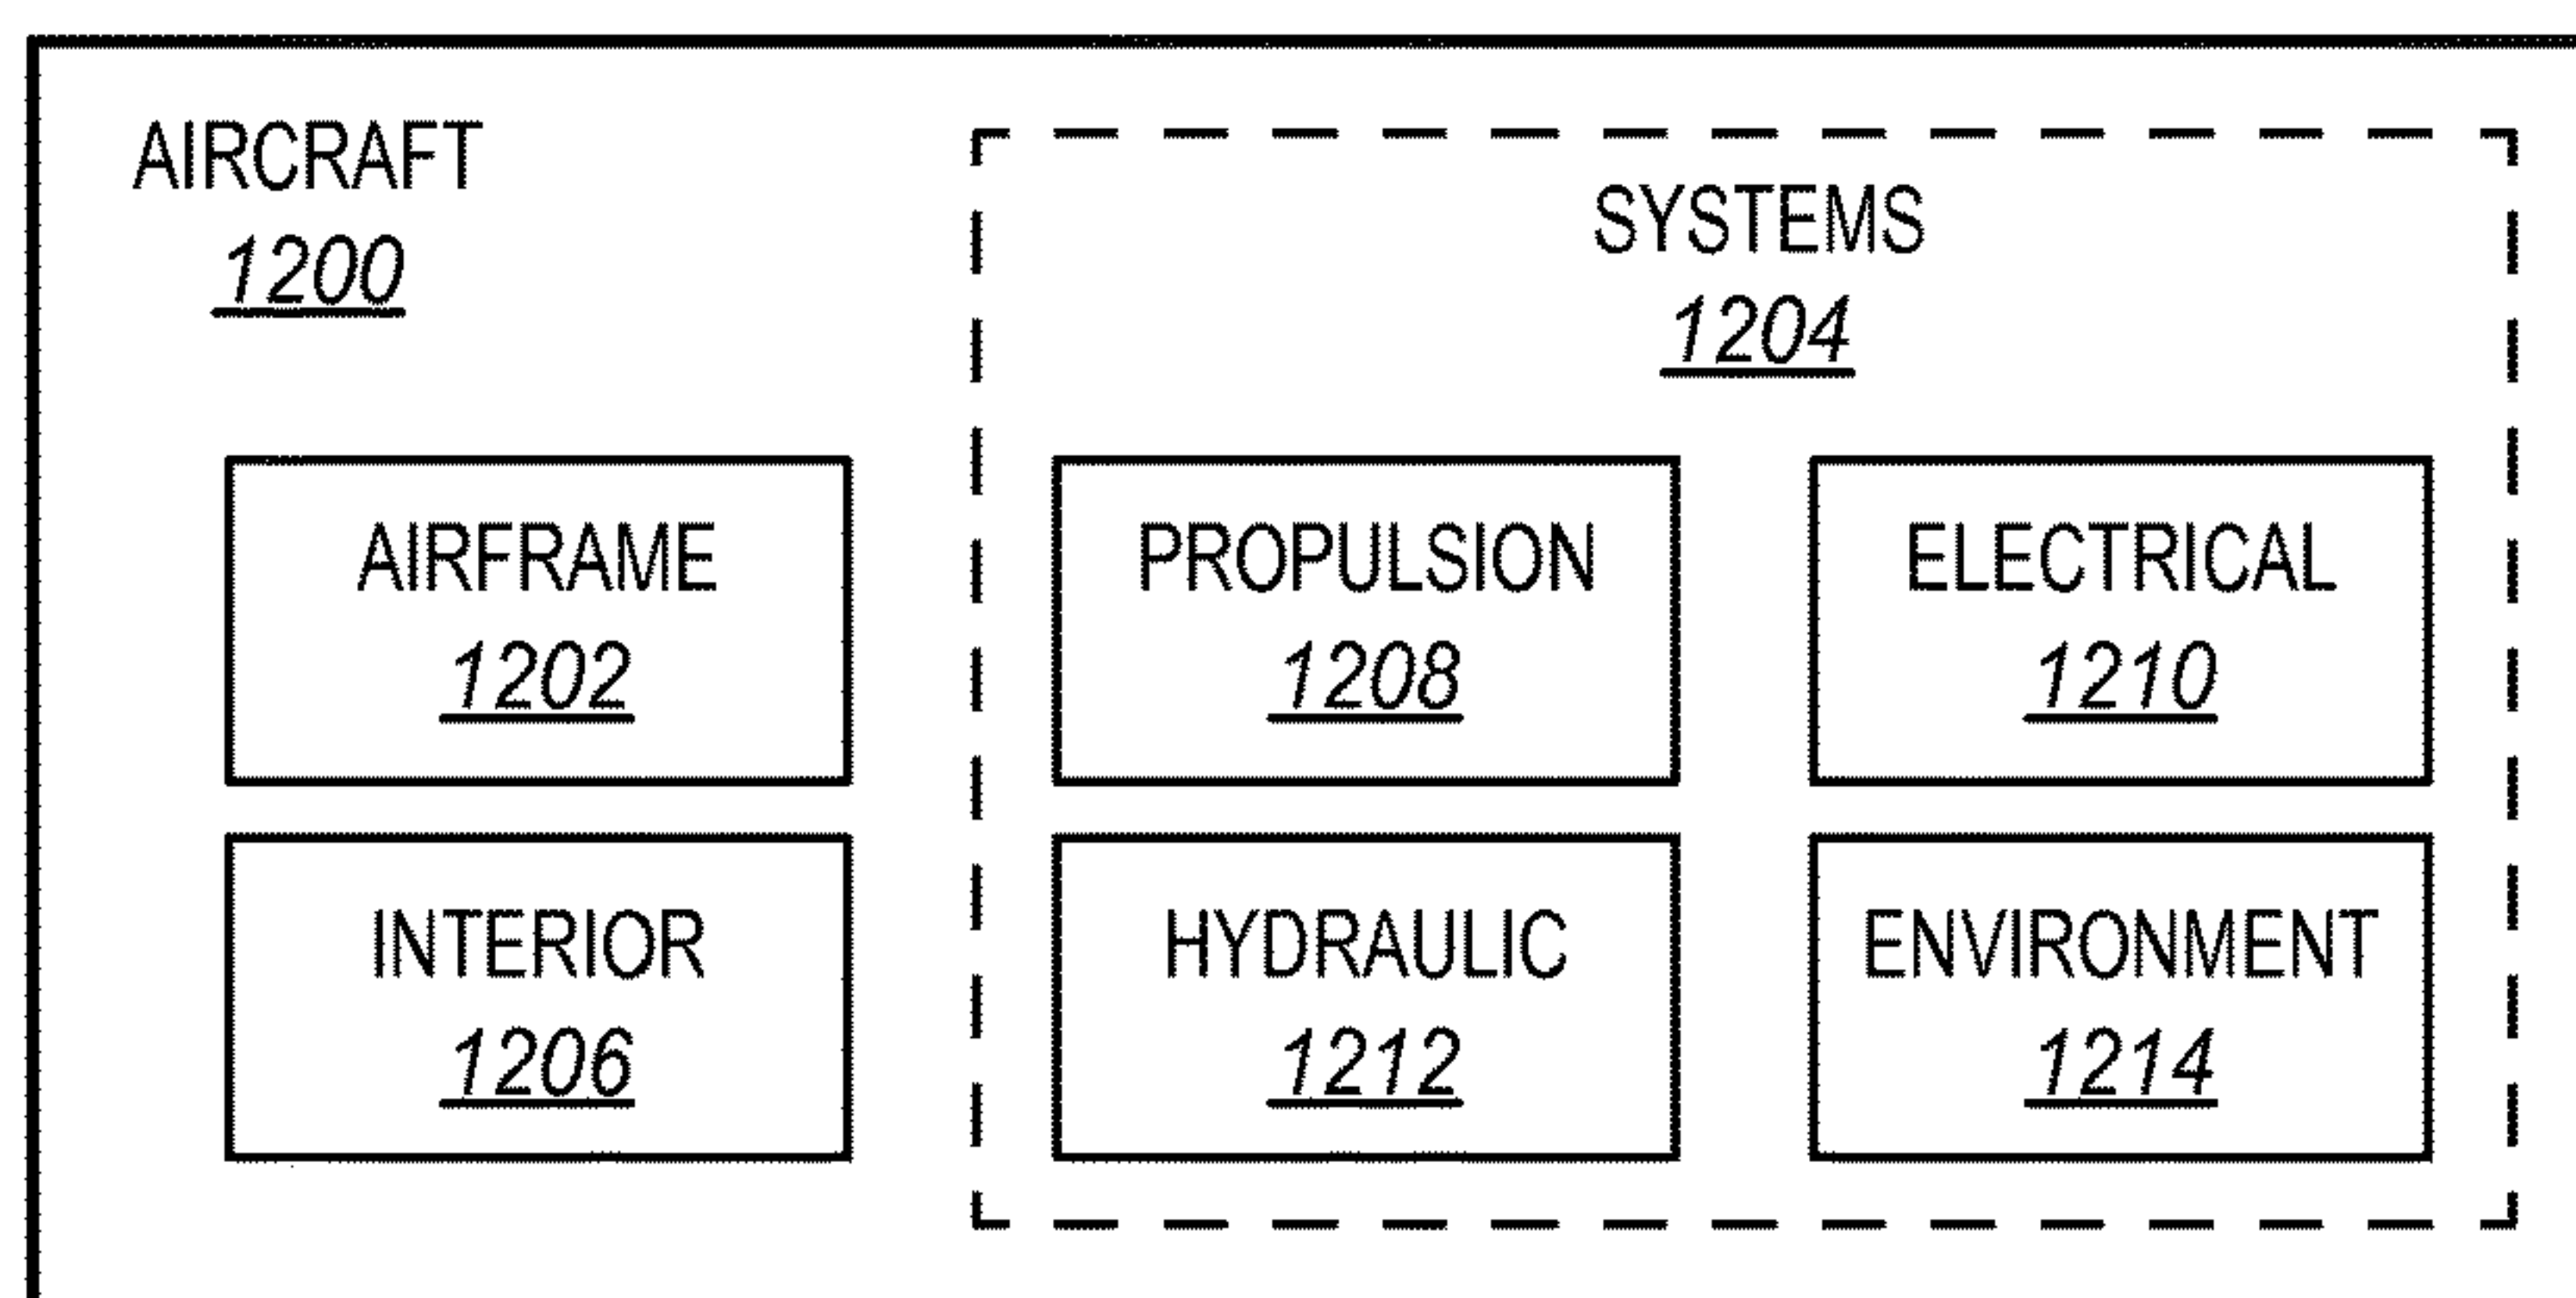 AIRCRAFT
1200
SYSTEMS
1204
AIRFRAME
1202
PROPULSION
1208
ELECTRICAL
1210
INTERIOR
1206
HYDRAULIC
1212
ENVIRONMENT
1214